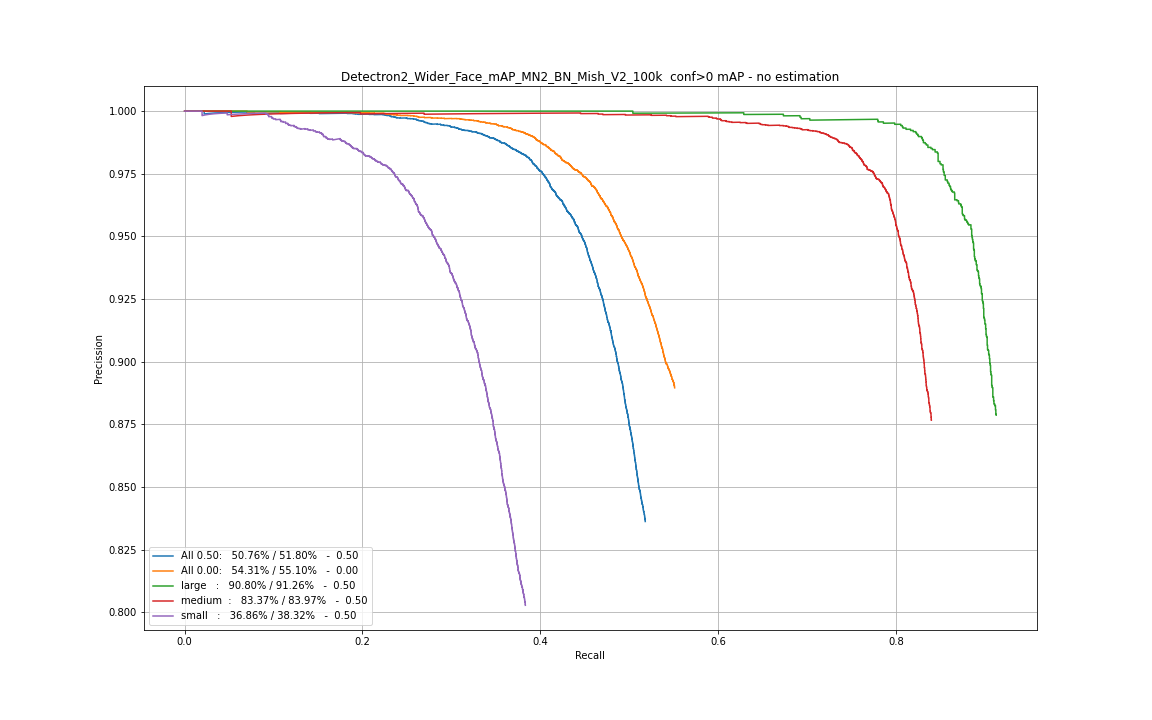 Detectron2_Wider_Face_mAP_MN2_BN_Mish_V2_100k  conf>0 mAP - no estimation
1.000
0.975
0.950
0.925
0.900
0.875
0.850
0.825
0.800
Precission
All 0.50:   50.76% / 51.80%   -  0.50
All 0.00:   54.31% / 55.10%   -  0.00
large   :   90.80% / 91.26%   -  0.50
medium  :   83.37% / 83.97%   -  0.50
small   :   36.86% / 38.32%   -  0.50
0.0 0.2 0.4 0.6 0.8
Recall